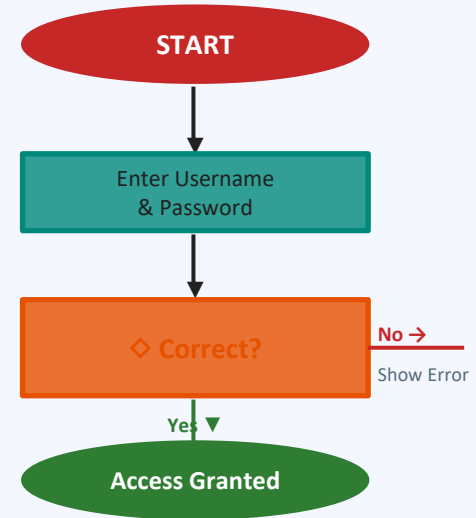 START
Enter Username
& Password
◇ Correct?
No →
Show Error
Yes ▼
Access Granted